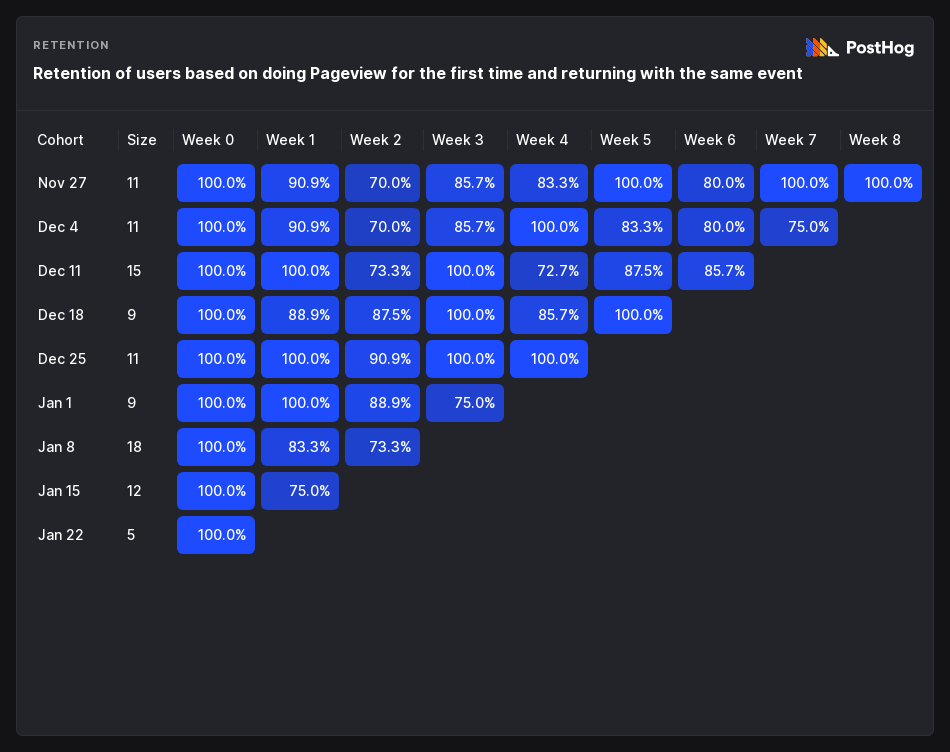 RETENTION
PostHog
Retention of users based on doing Pageview for the first time and returning with the same event
Cohort Size Week 0 Week 1 Week 2 Week 3 Week 4 Week 5 Week 6 Week 7 Week 8
Nov 27 11 100.0% 90.9% 70.0% 85.7% 83.3% 100.0% 80.0% 100.0% 100.0%
Dec 4 11 100.0% 90.9% 70.0% 85.7% 100.0% 83.3% 80.0% 75.0%
Dec 11 15 100.0% 100.0% 73.3% 100.0% 72.7% 87.5% 85.7%
Dec 18 9 100.0% 88.9% 87.5% 100.0% 85.7% 100.0%
Dec 25 11 100.0% 100.0% 90.9% 100.0% 100.0%
Jan 1 9 100.0% 100.0% 88.9% 75.0%
Jan 8 18 100.0% 83.3% 73.3%
Jan 15 12 100.0% 75.0%
Jan 22 5 100.0%